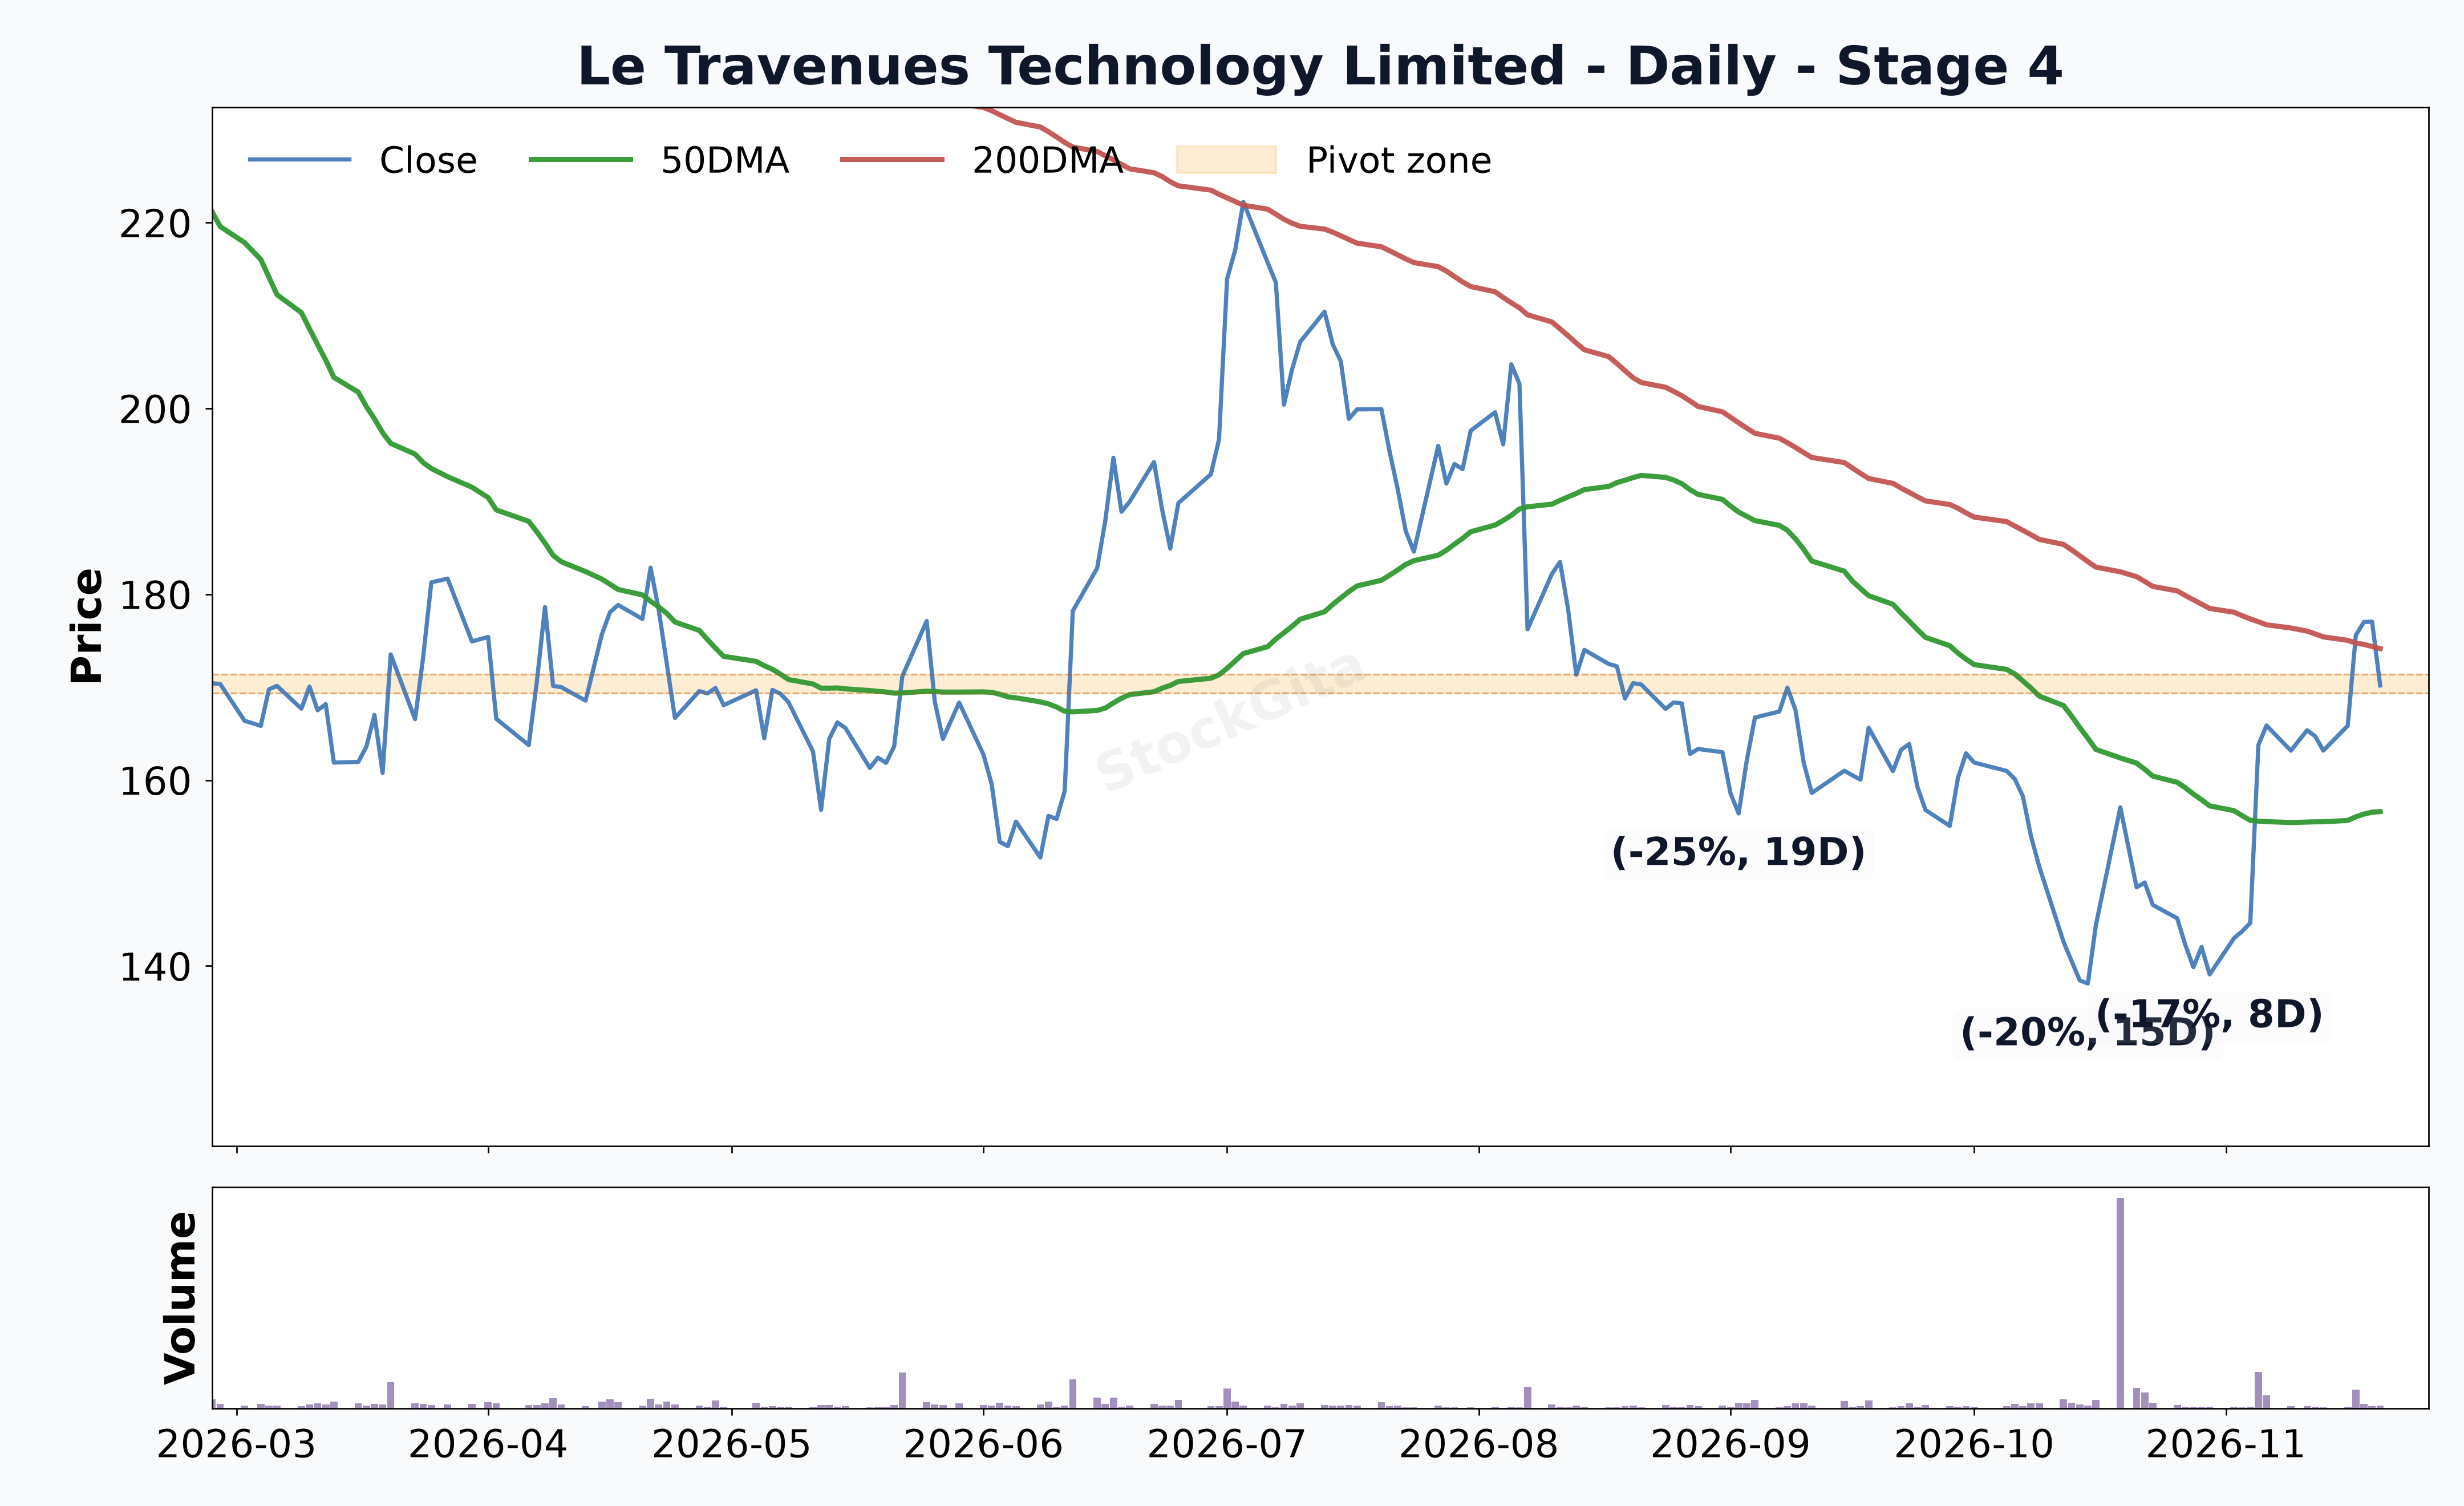 Le Travenues Technology Limited - Daily - Stage 4
Close 50DMA 200DMA Pivot zone
220
200
180
160
140
Price
StockGita
(-25%, 19D)
(-17%, 8D)
(-20%, 15D)
Volume
2026-03 2026-04 2026-05 2026-06 2026-07 2026-08 2026-09 2026-10 2026-11